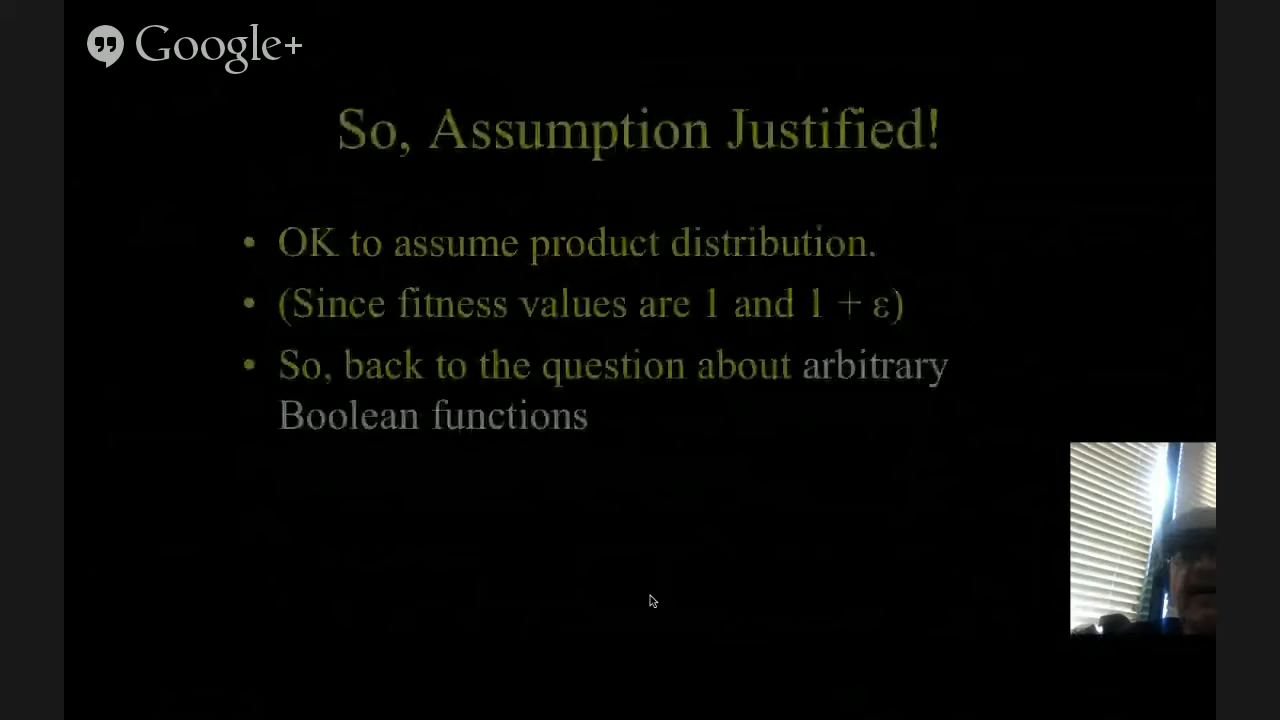 Google+
So, Assumption Justified!
• OK to assume product distribution.
• (Since fitness values are 1 and 1 + ε)
• So, back to the question about arbitrary
Boolean functions